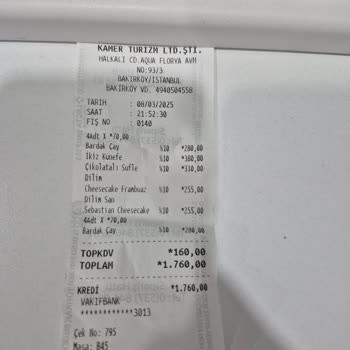 KAMER TURIZM LTD.ŞTİ.
HALKALI CD.AQUA FLORYA AVM
NO:93/3
BAKIRKÖY/İSTANBUL
BAKIRKÖY VD. 4940504558
TARİH : 08/03/2025
SAAT : 21:52:30
FİŞ NO : 0140
4Adt X *70,00
Bardak Çay %10 *280,00
İkiz Künefe %10 *380,00
Çikolatalı Sufle %10 *310,00
Dilim
Cheesecake Frambuaz %10 *255,00
Dilim San
Sebastian Cheesecake %10 *255,00
4Adt X *70,00
Bardak Çay %10 *280,00
TOPKDV *160,00
TOPLAM *1.760,00
KREDİ *1.760,00
VAKIFBANK
************3013
Çek No: 795
Masa: B45